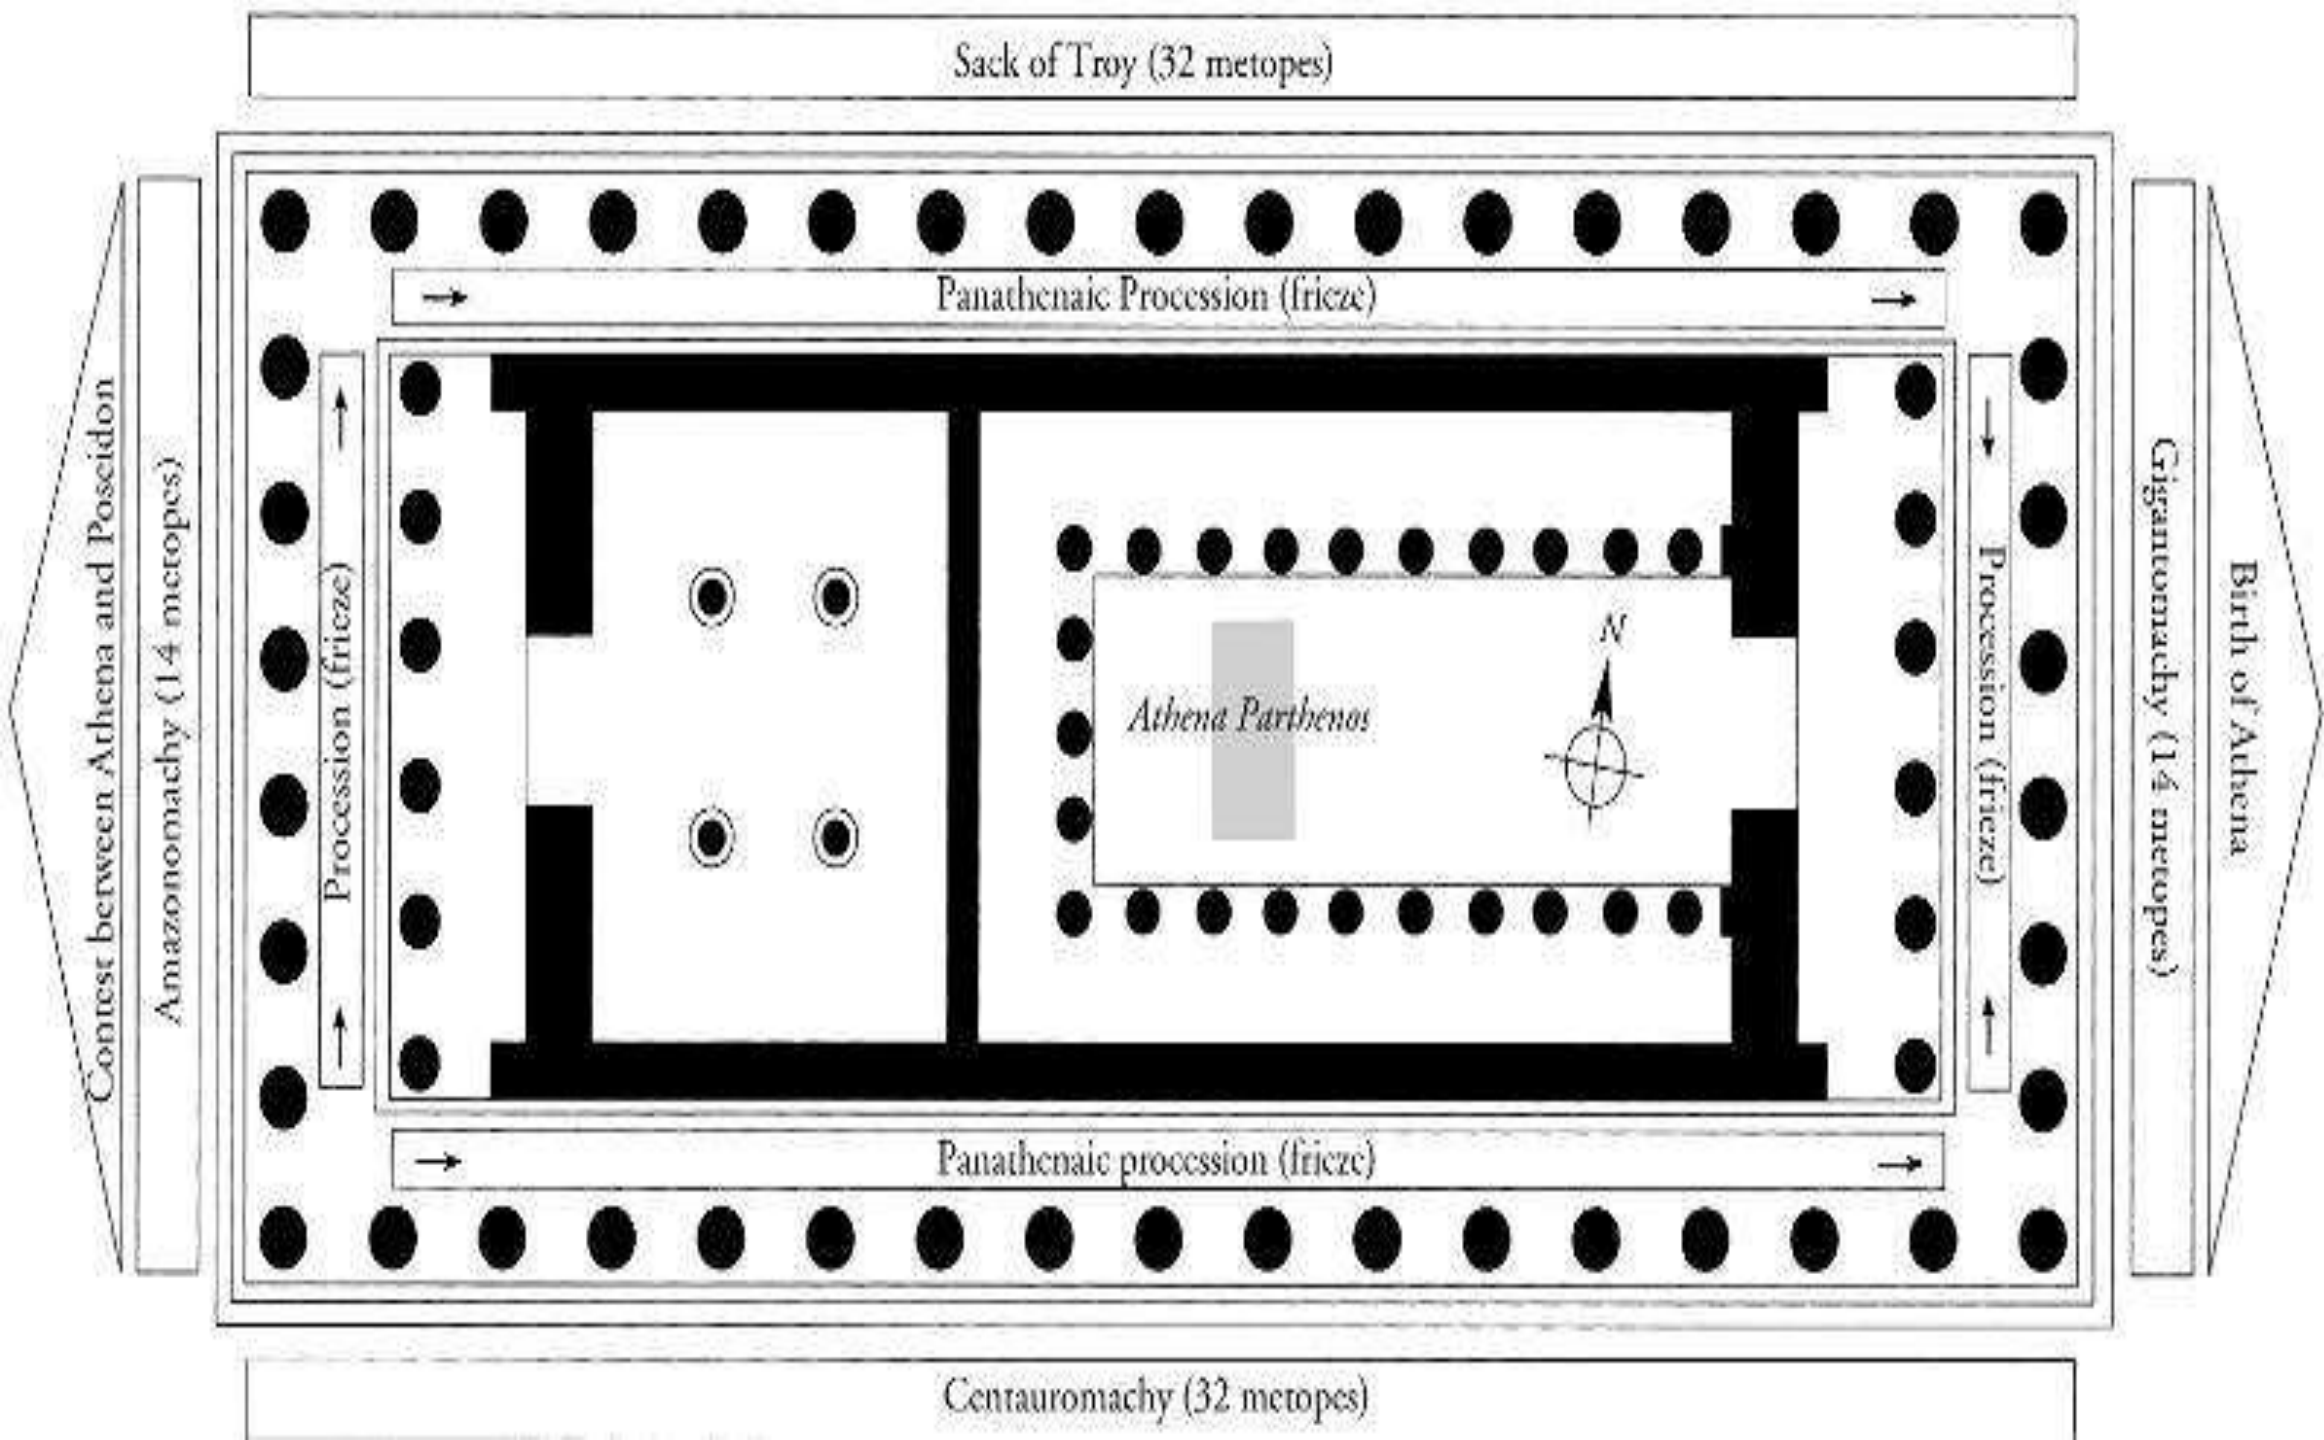 Sack of Troy (32 metopes)
Panathenaic Procession (frieze)
Contest between Athena and Poseidon
Amazonomachy (14 metopes)
Procession (frieze)
N
Athena Parthenos
Procession (frieze)
Gigantomachy (14 metopes)
Birth of Athena
Panathenaic procession (frieze)
Centauromachy (32 metopes)